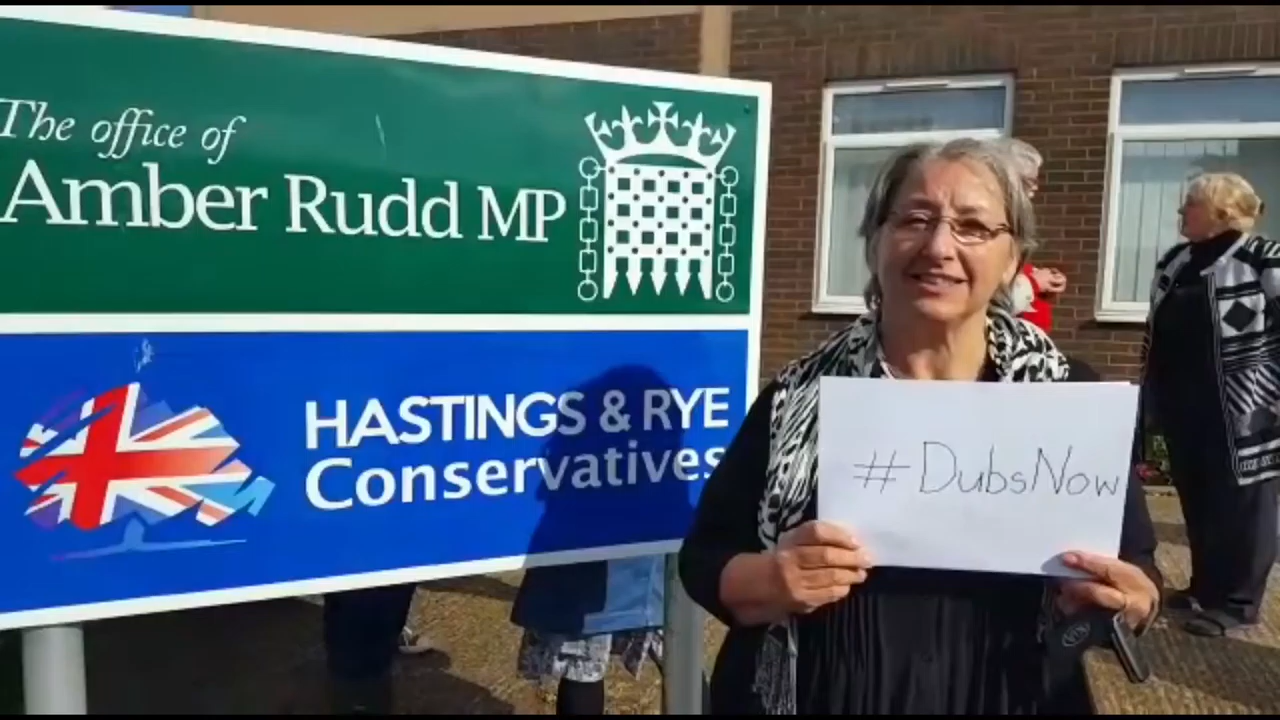 The office of
Amber Rudd MP
HASTINGS & RYE
Conservatives
#DubsNow